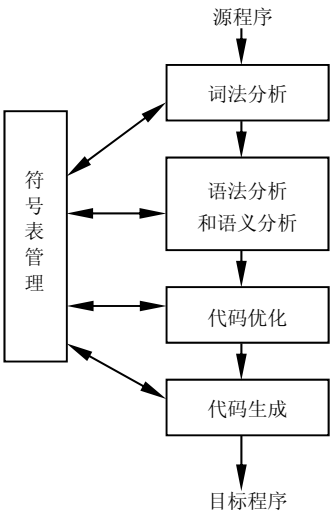 源程序
词法分析
语法分析
和语义分析
符
号
表
管
理
代码优化
代码生成
目标程序